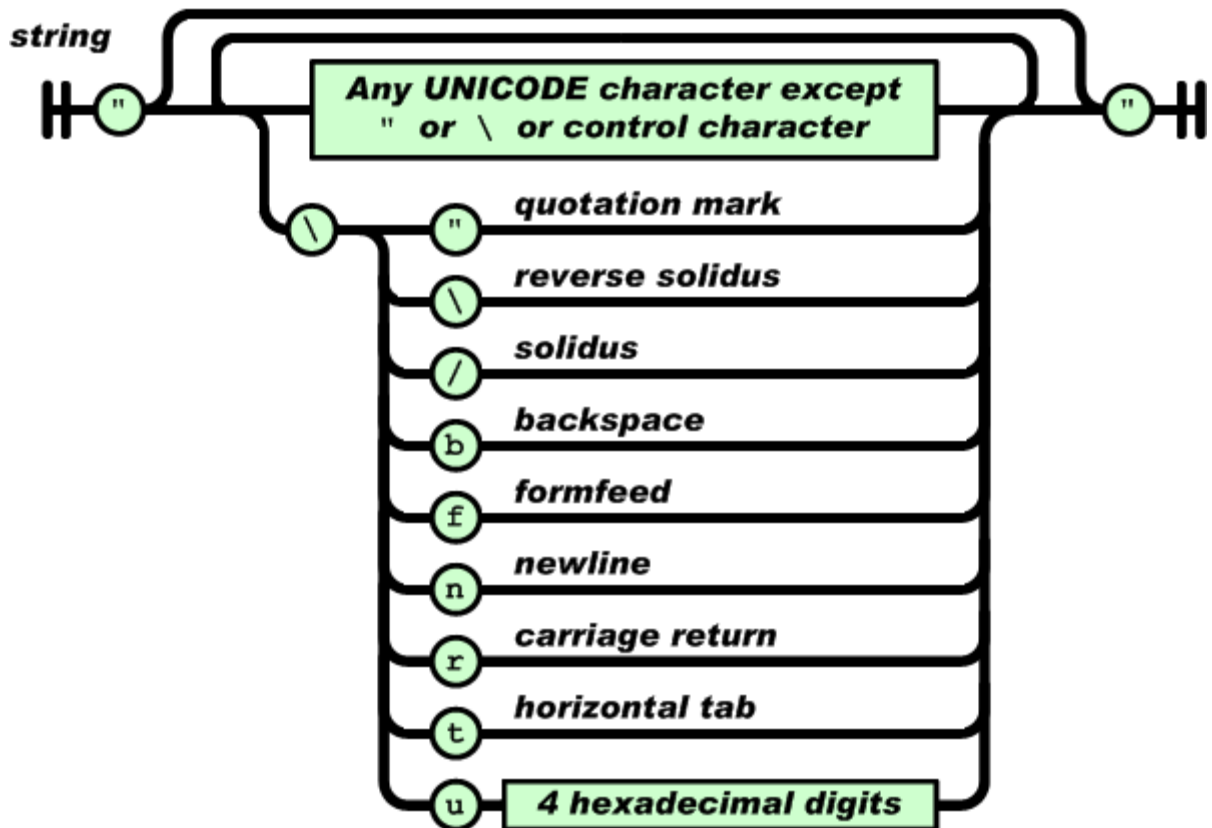 string
" Any UNICODE character except "
" or \ or control character
\ " quotation mark
\ reverse solidus
/ solidus
b backspace
f formfeed
n newline
r carriage return
t horizontal tab
u 4 hexadecimal digits